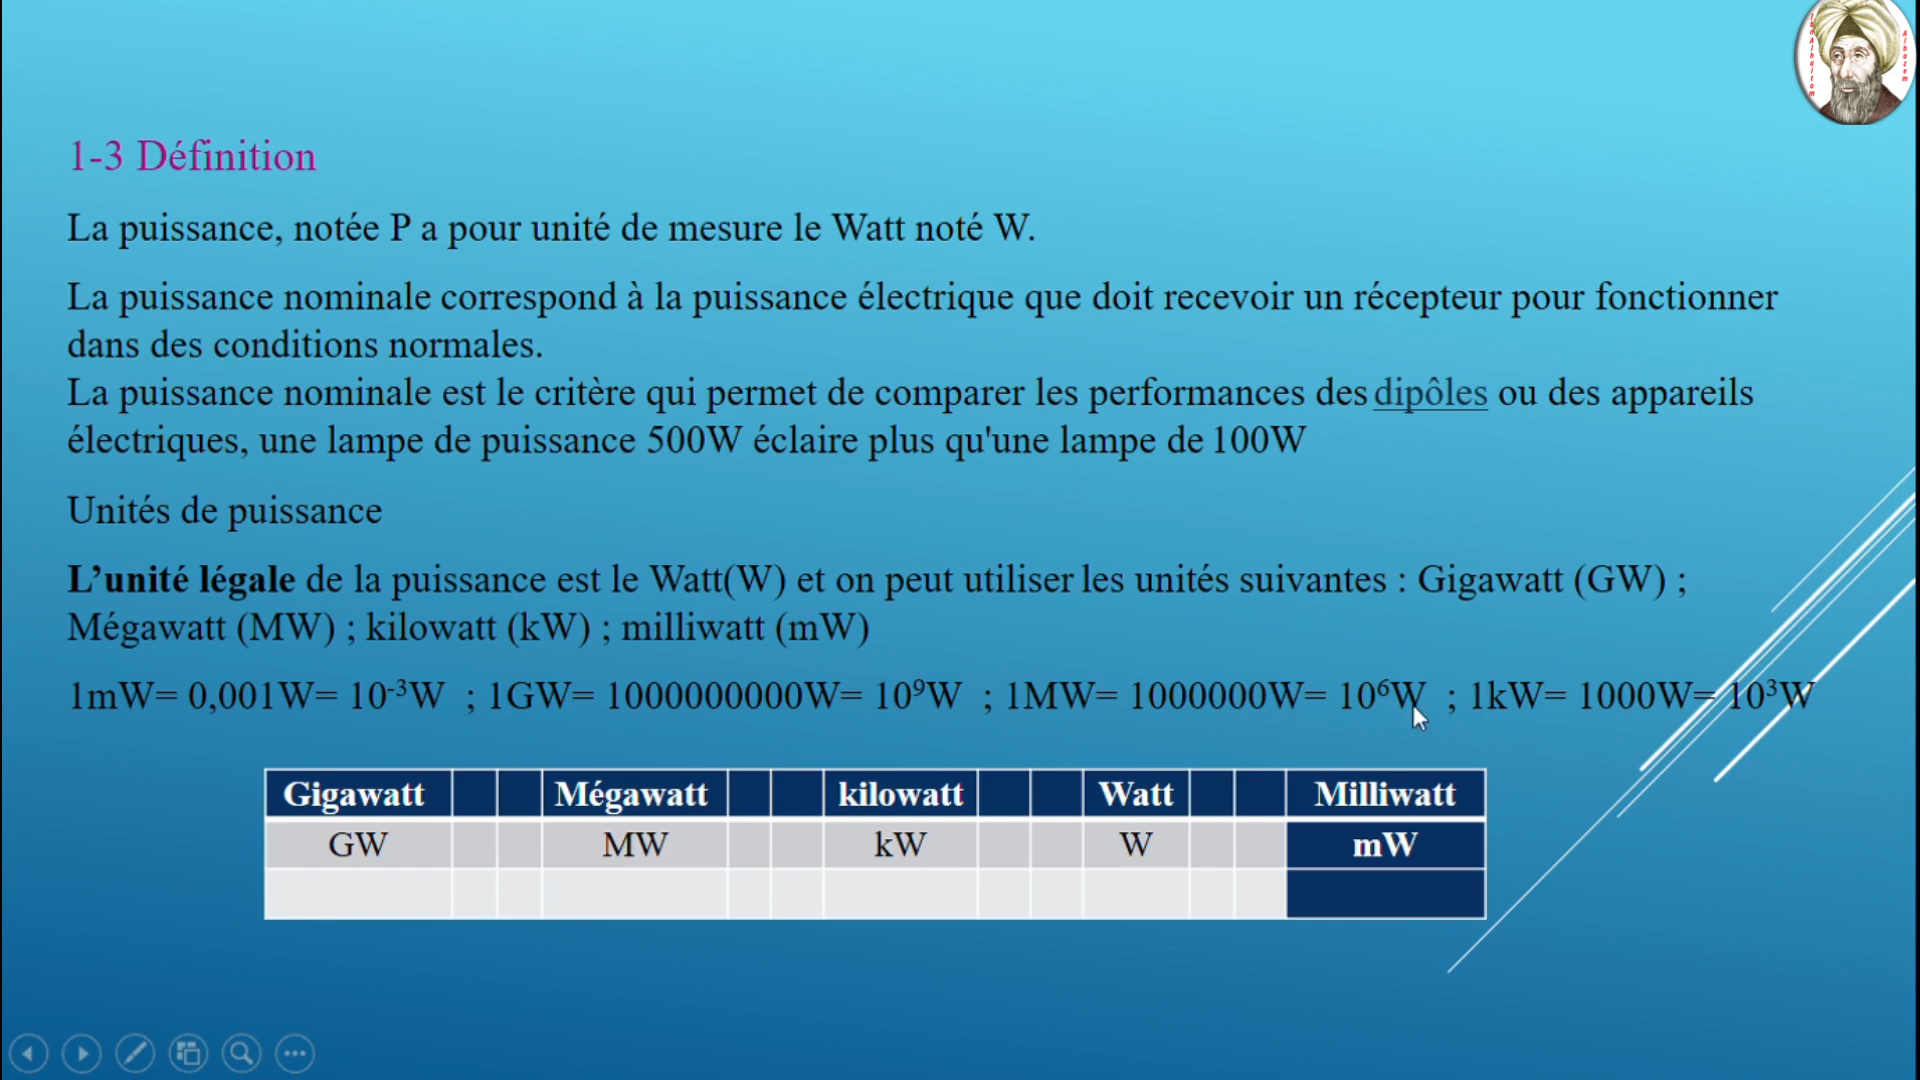 Ibn Alhaitam
Alhazem
1-3 Définition
La puissance, notée P a pour unité de mesure le Watt noté W.
La puissance nominale correspond à la puissance électrique que doit recevoir un récepteur pour fonctionner
dans des conditions normales.
La puissance nominale est le critère qui permet de comparer les performances des dipôles ou des appareils
électriques, une lampe de puissance 500W éclaire plus qu'une lampe de 100W
Unités de puissance
L’unité légale de la puissance est le Watt(W) et on peut utiliser les unités suivantes : Gigawatt (GW) ;
Mégawatt (MW) ; kilowatt (kW) ; milliwatt (mW)
1mW= 0,001W= 10⁻³W ; 1GW= 1000000000W= 10⁹W ; 1MW= 1000000W= 10⁶W ; 1kW= 1000W= 10³W
Gigawatt Mégawatt kilowatt Watt Milliwatt
GW MW kW W mW